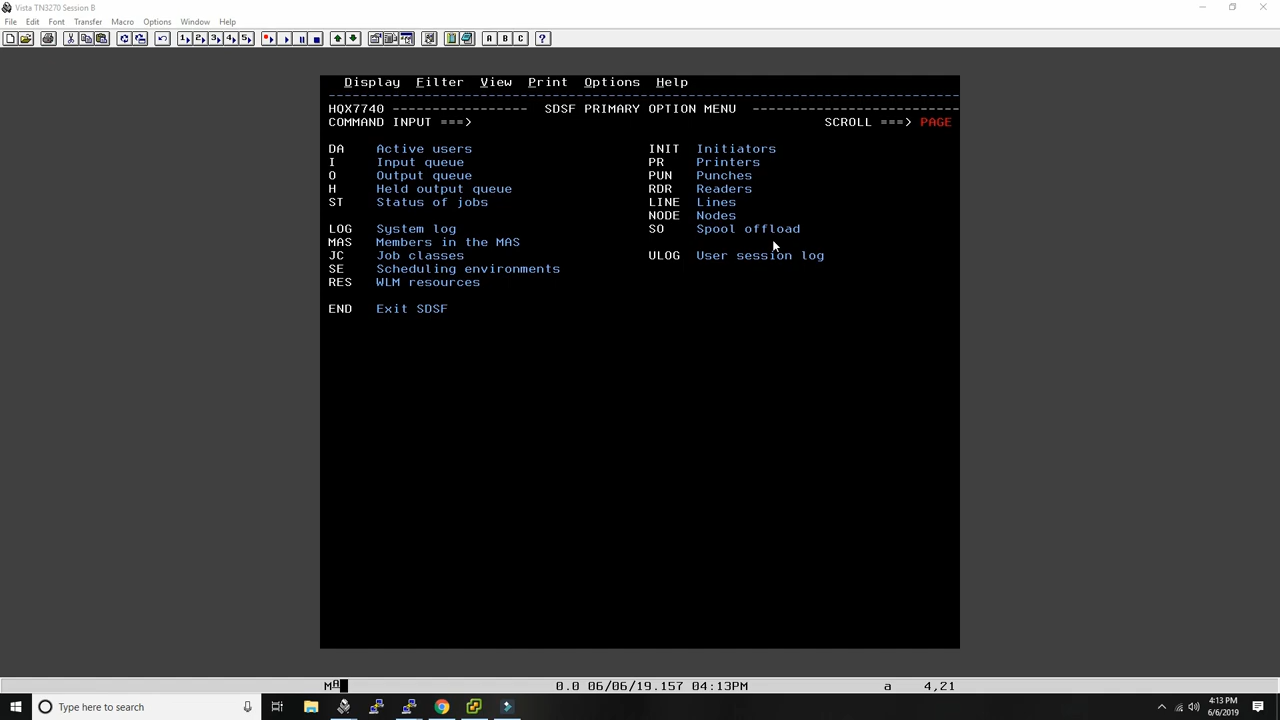 Vista TN3270 Session B
File Edit Font Transfer Macro Options Window Help
1 2 3 4 5 A B C ?
Display Filter View Print Options Help
HQX7740 ----------------- SDSF PRIMARY OPTION MENU --------------------------
COMMAND INPUT ===> SCROLL ===> PAGE
DA Active users INIT Initiators
I Input queue PR Printers
O Output queue PUN Punches
H Held output queue RDR Readers
ST Status of jobs LINE Lines
NODE Nodes
LOG System log SO Spool offload
MAS Members in the MAS
JC Job classes ULOG User session log
SE Scheduling environments
RES WLM resources
END Exit SDSF
0.0 06/06/19.157 04:13PM a 4,21
Type here to search
4:13 PM
6/6/2019